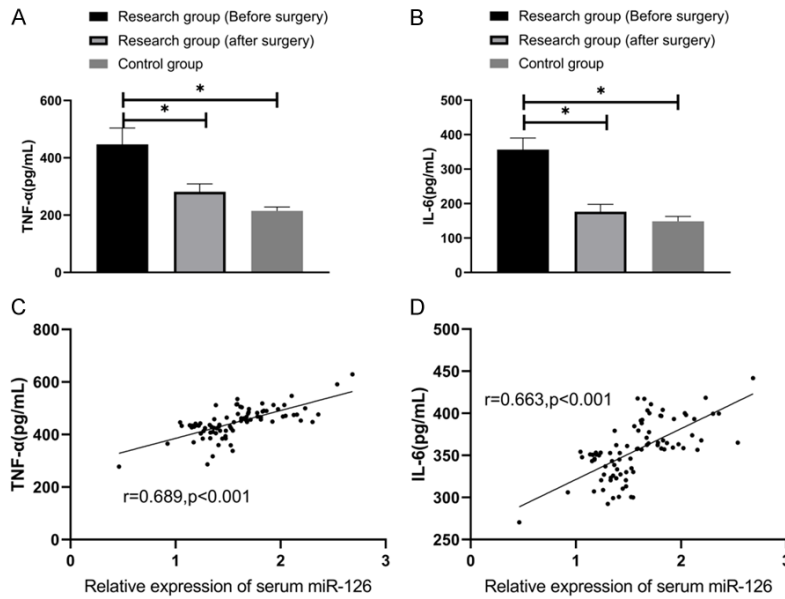 A
Research group (Before surgery)
Research group (after surgery)
Control group
TNF-α(pg/mL)
600
400
200
0
*
*
B
Research group (Before surgery)
Research group (after surgery)
Control group
IL-6(pg/mL)
500
400
300
200
100
0
*
*
C
TNF-α(pg/mL)
800
600
400
200
0
r=0.689,p<0.001
0 1 2 3
Relative expression of serum miR-126
D
IL-6(pg/mL)
450
400
350
300
250
r=0.663,p<0.001
0 1 2 3
Relative expression of serum miR-126